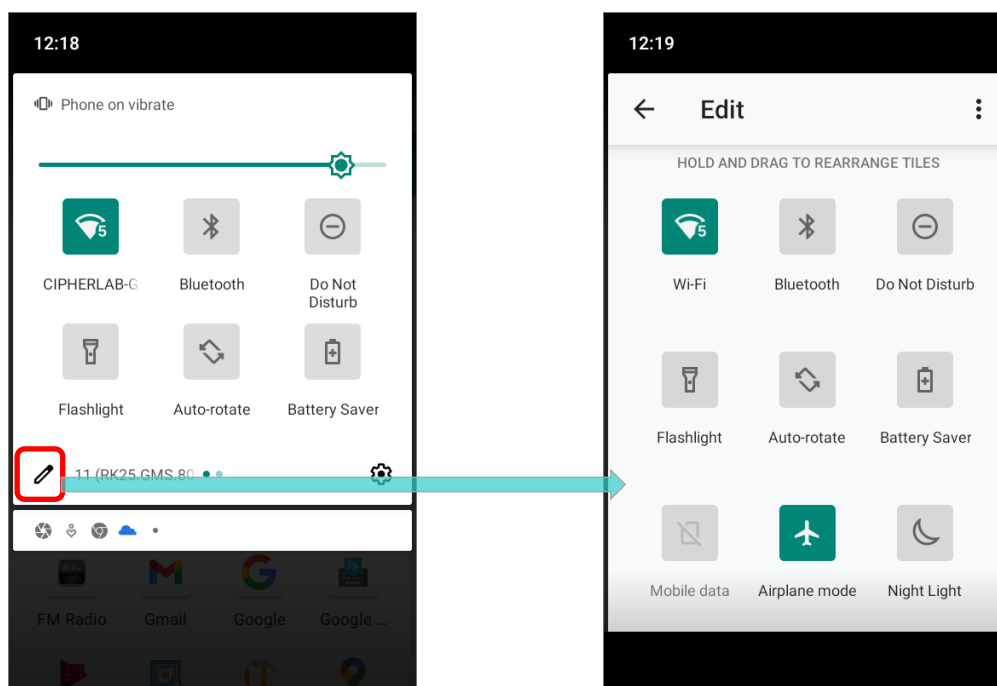 12:18
Phone on vibrate
5
CIPHERLAB-G
Bluetooth
Do Not
Disturb
Flashlight
Auto-rotate
Battery Saver
11 (RK25.GMS.80
FM Radio
Gmail
Google
Google ...
12:19
Edit
HOLD AND DRAG TO REARRANGE TILES
5
Wi-Fi
Bluetooth
Do Not Disturb
Flashlight
Auto-rotate
Battery Saver
Mobile data
Airplane mode
Night Light